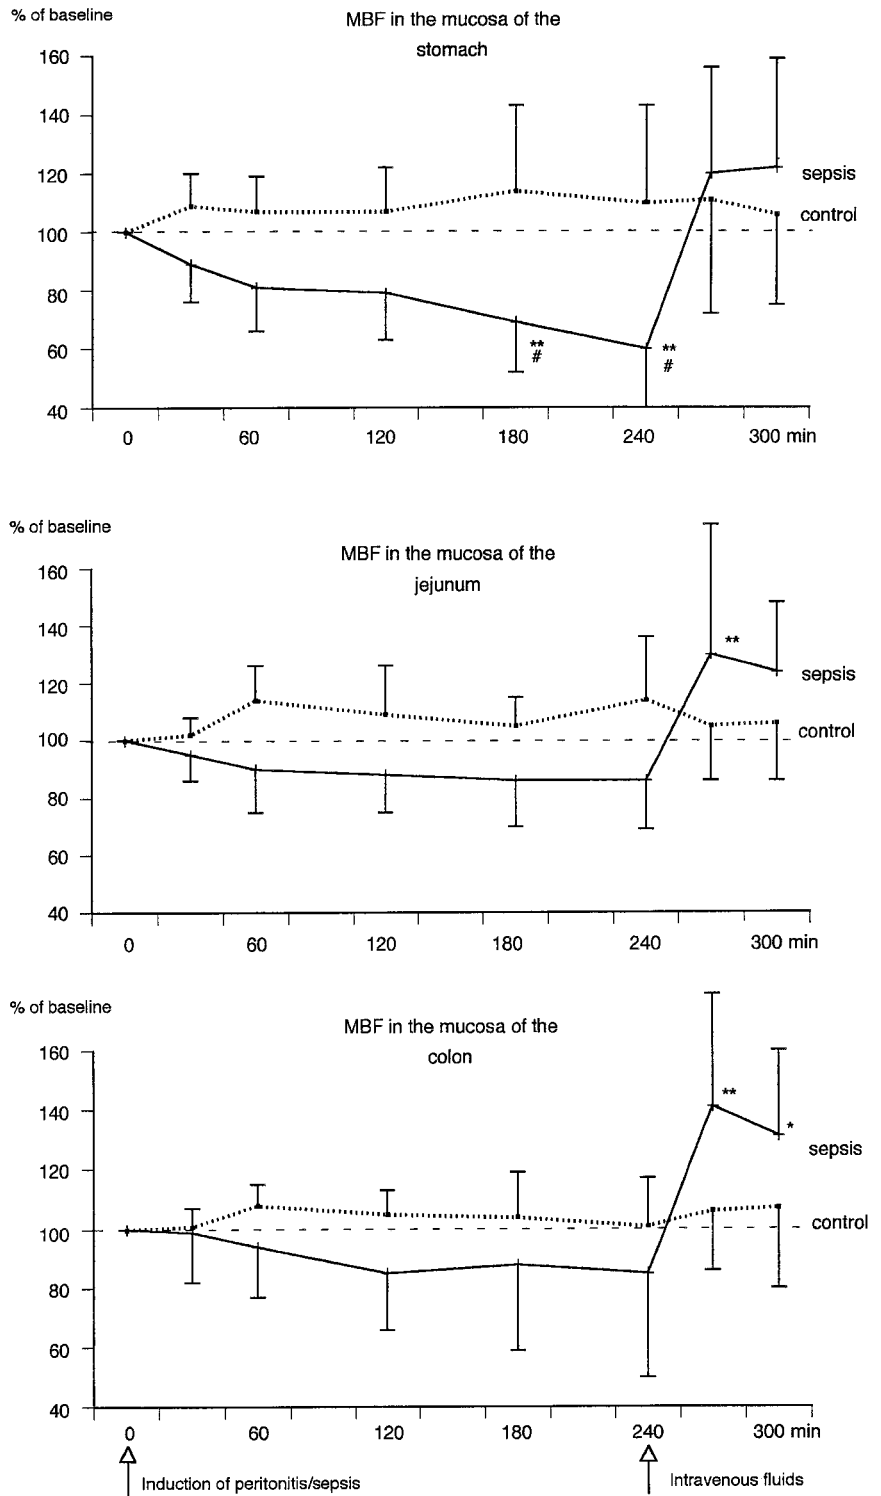 % of baseline
MBF in the mucosa of the
stomach
160
140
120
100
80
60
40
sepsis
control
**
#
**
#
0 60 120 180 240 300 min
% of baseline
MBF in the mucosa of the
jejunum
160
140
120
100
80
60
40
**
sepsis
control
0 60 120 180 240 300 min
% of baseline
MBF in the mucosa of the
colon
160
140
120
100
80
60
40
**
*
sepsis
control
0 60 120 180 240 300 min
Induction of peritonitis/sepsis
Intravenous fluids